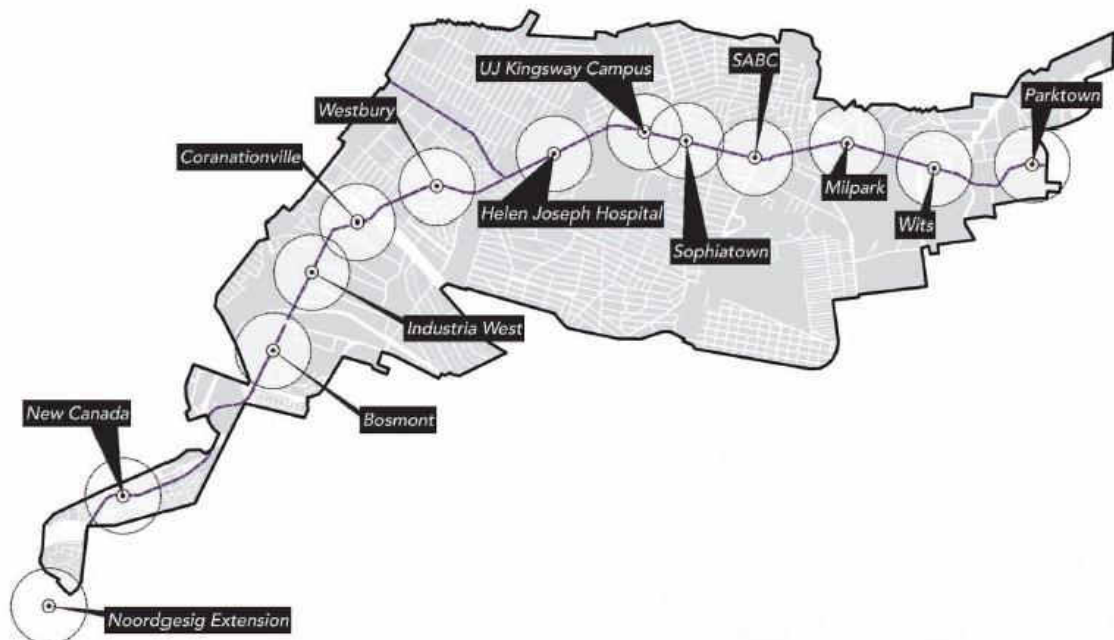 SABC
UJ Kingsway Campus
Parktown
Westbury
Coranationville
Milpark
Helen Joseph Hospital
Wits
Sophiatown
Industria West
New Canada
Bosmont
Noordgesig Extension